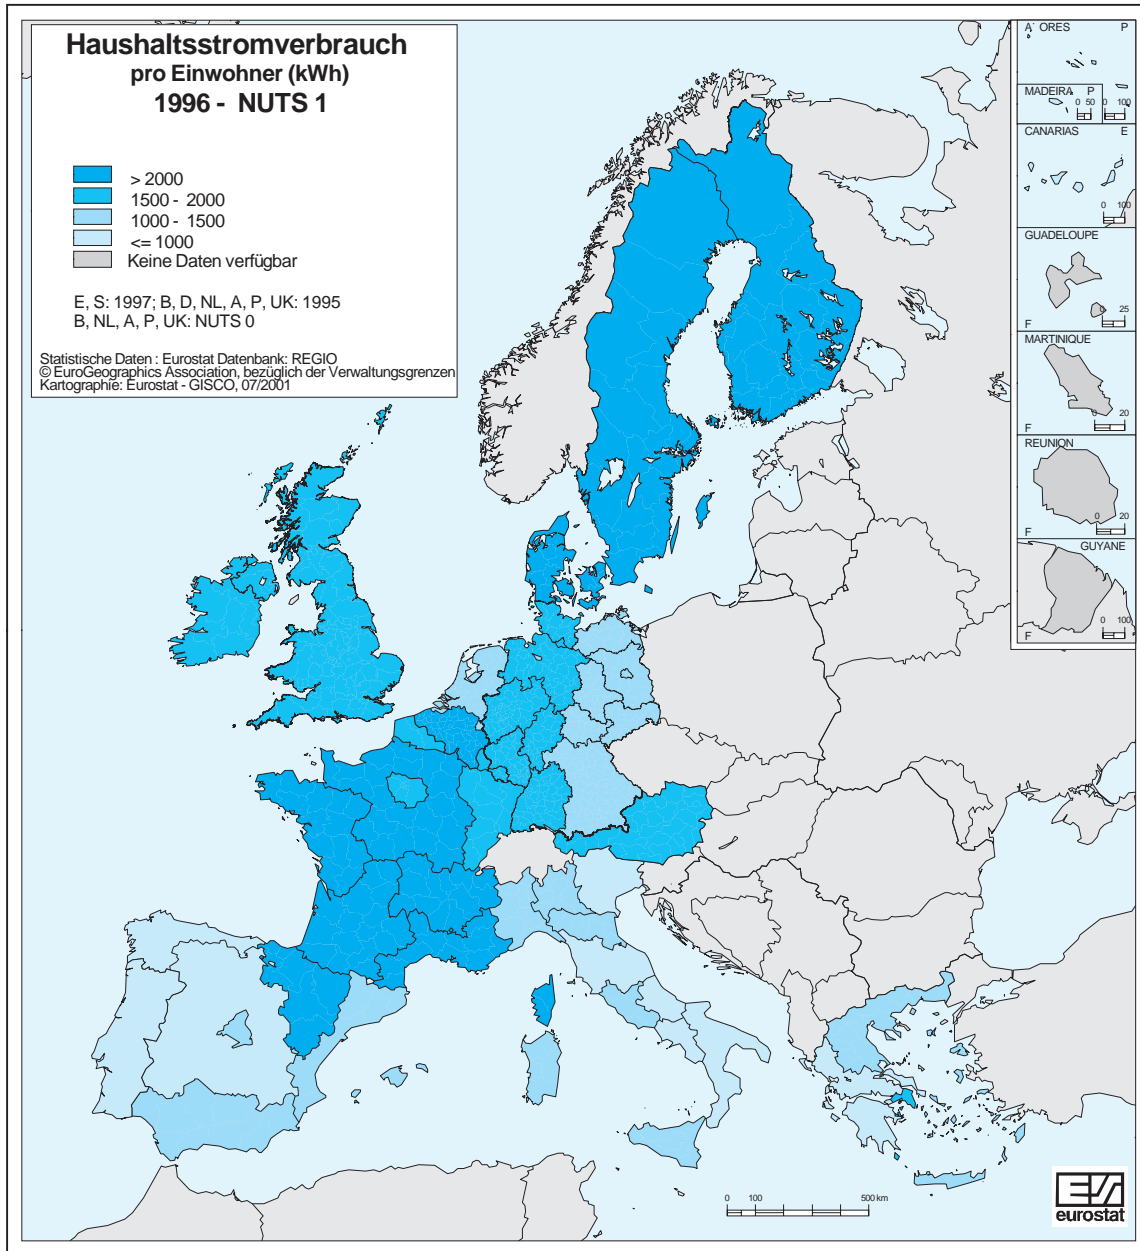 Haushaltsstromverbrauch
pro Einwohner (kWh)
1996 - NUTS 1
> 2000
1500 - 2000
1000 - 1500
<= 1000
Keine Daten verfügbar
E, S: 1997; B, D, NL, A, P, UK: 1995
B, NL, A, P, UK: NUTS 0
Statistische Daten : Eurostat Datenbank: REGIO
© EuroGeographics Association, bezüglich der Verwaltungsgrenzen
Kartographie: Eurostat - GISCO, 07/2001
A' ORES P
MADEIRA P
0 50 0 100
CANARIAS E
0 100
GUADELOUPE
0 25
F
MARTINIQUE
0 20
F
REUNION
0 20
F
GUYANE
0 100
F
0 100 500 km
eurostat